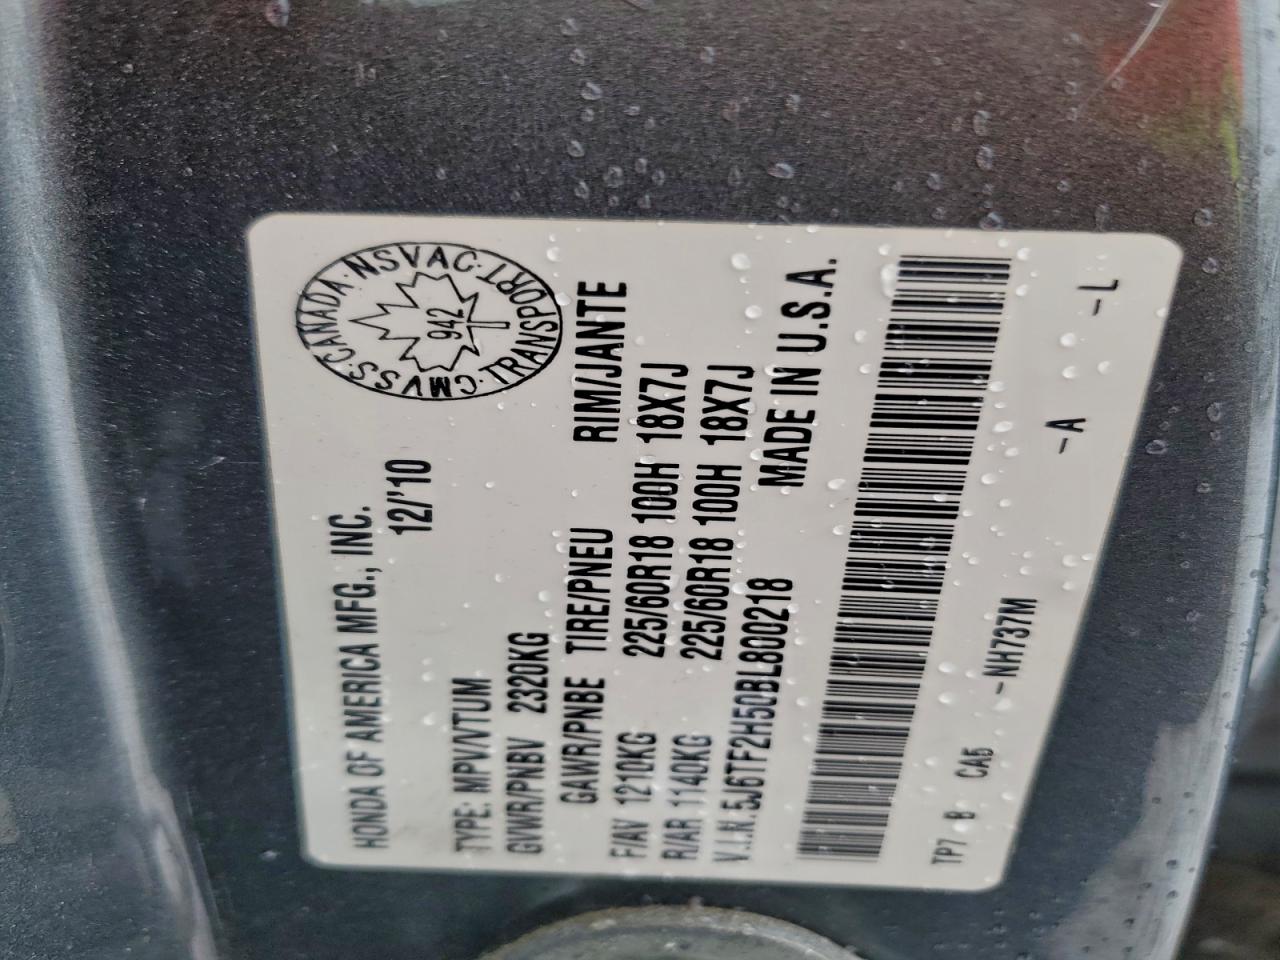 HONDA OF AMERICA MFG., INC.
12/'10
CANADA · NSVAC · TRANSPORT · CMVSS ·
942
TYPE: MPV/VTUM
GVWR/PNBV 2320KG
GAWR/PNBE TIRE/PNEU RIM/JANTE
F/AV 1210KG 225/60R18 100H 18X7J
R/AR 1140KG 225/60R18 100H 18X7J
V.I.N. 5J6TF2H50BL800218 MADE IN U.S.A.
TP7 - B CA5 -NH737M -A -L